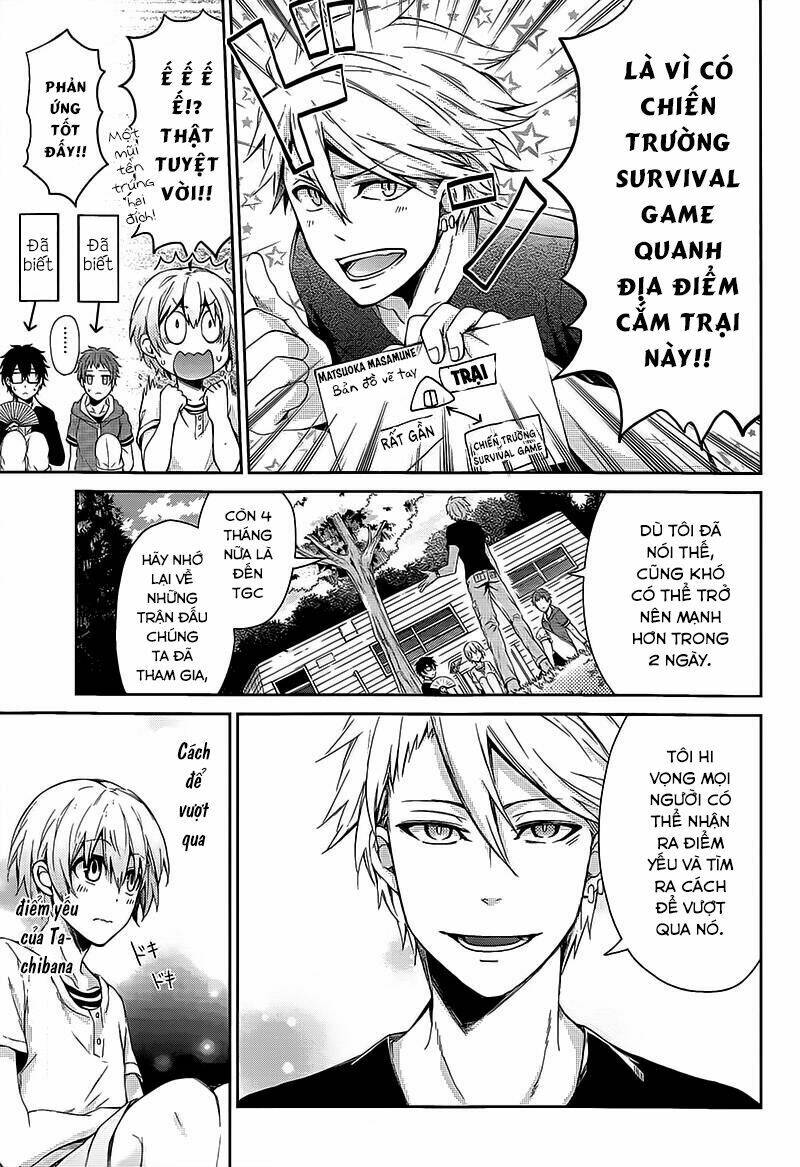 LÀ VÌ CÓ
CHIẾN
TRƯỜNG
SURVIVAL
GAME
QUANH
ĐỊA ĐIỂM
CẮM TRẠI
NÀY!!
MATSUOKA MASAMUNE
Bản đồ vẽ tay
TRẠI
RẤT GẦN
CHIẾN TRƯỜNG
SURVIVAL GAME
Ế Ế Ế
Ế!?
THẬT
TUYỆT
VỜI!!
Một
mũi
tên
trúng
hai
đích!
PHẢN
ỨNG
TỐT
ĐẤY!!
Đã
biết
Đã
biết
......
DÙ TÔI ĐÃ
NÓI THẾ,
CŨNG KHÓ
CÓ THỂ TRỞ
NÊN MẠNH
HƠN TRONG
2 NGÀY.
CÒN 4
THÁNG
NỮA LÀ
ĐẾN
TGC
HÃY NHỚ
LẠI VỀ
NHỮNG
TRẬN ĐẤU
CHÚNG
TA ĐÃ
THAM GIA,
TÔI HI
VỌNG MỌI
NGƯỜI CÓ
THỂ NHẬN
RA ĐIỂM
YẾU VÀ TÌM
RA CÁCH
ĐỂ VƯỢT
QUA NÓ.
Cách
để
vượt
qua
điểm yếu
của Ta-
chibana
ドキ
ドキ